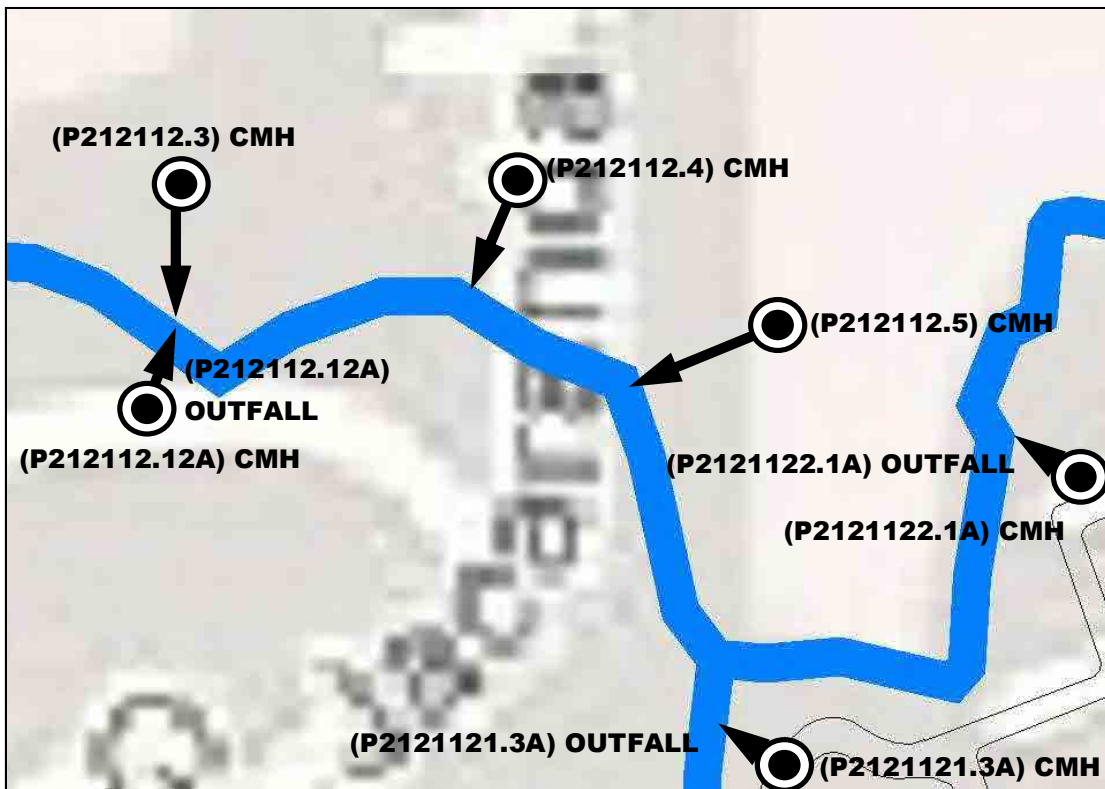 (P212112.3) CMH
(P212112.4) CMH
(P212112.5) CMH
(P212112.12A)
OUTFALL
(P212112.12A) CMH
(P2121122.1A) OUTFALL
(P2121122.1A) CMH
(P2121121.3A) OUTFALL
(P2121121.3A) CMH